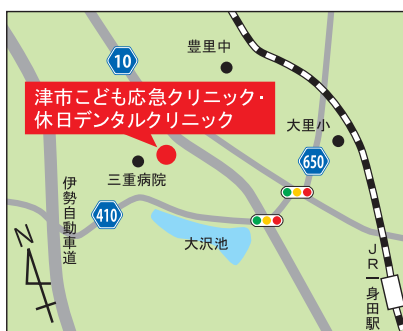 豊里中
10
津市こども応急クリニック・
休日デンタルクリニック
大里小
650
三重病院
410
伊勢自動車道
大沢池
JR一身田駅
N